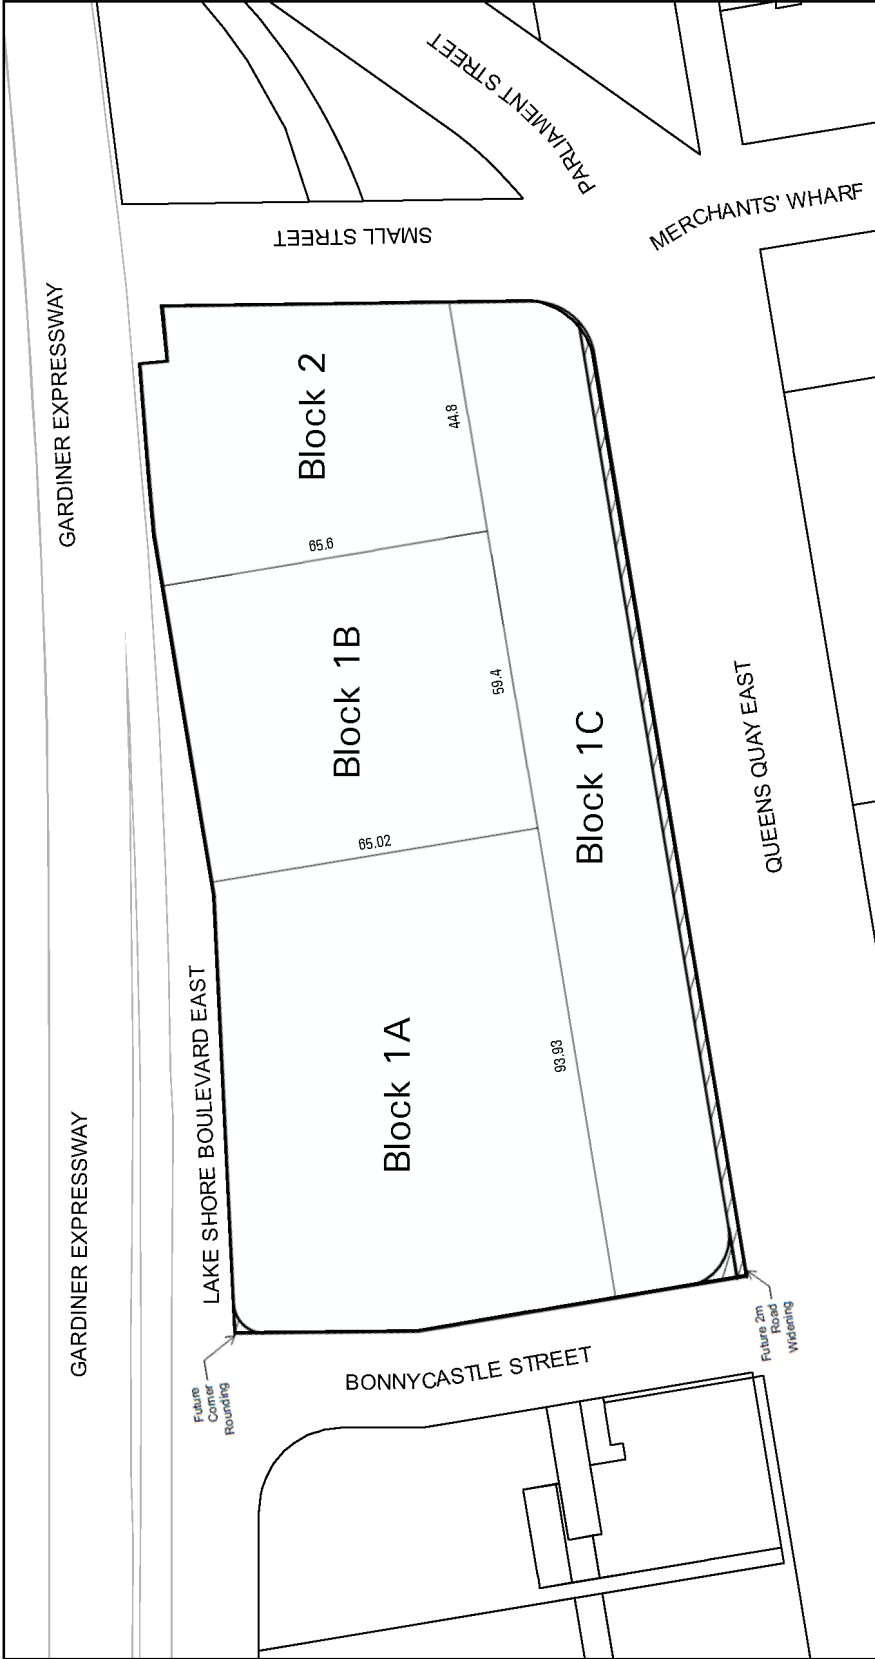 GARDINER EXPRESSWAY
GARDINER EXPRESSWAY
LAKE SHORE BOULEVARD EAST
Future
Corner
Rounding
BONNYCASTLE STREET
Block 1A
65.02
Block 1B
65.6
Block 2
SMALL STREET
93.93
59.4
44.8
Block 1C
PARLIAMENT STREET
MERCHANTS' WHARF
QUEENS QUAY EAST
Future 2m
Road
Widening